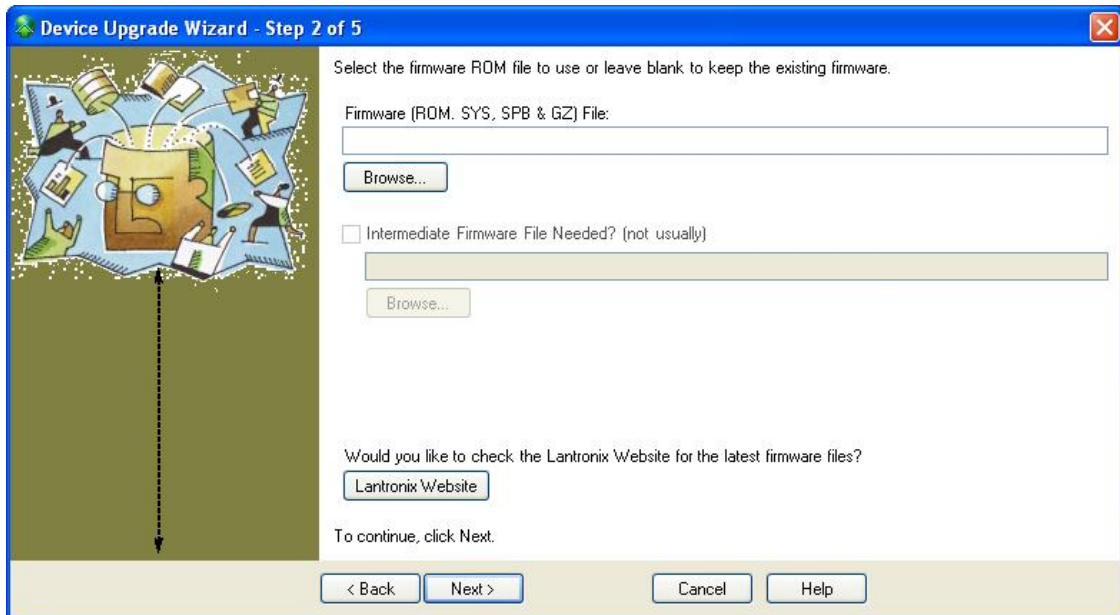 Device Upgrade Wizard - Step 2 of 5
Select the firmware ROM file to use or leave blank to keep the existing firmware.
Firmware (ROM. SYS, SPB & GZ) File:
Browse...
Intermediate Firmware File Needed? (not usually)
Browse...
Would you like to check the Lantronix Website for the latest firmware files?
Lantronix Website
To continue, click Next.
< Back Next > Cancel Help